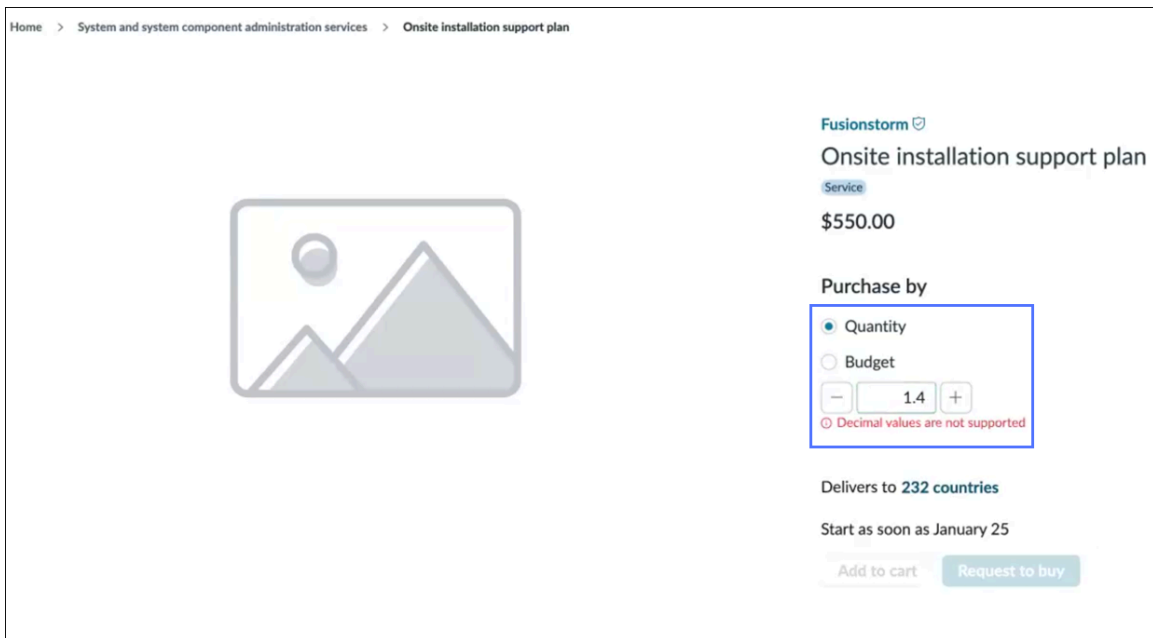 Home > System and system component administration services > Onsite installation support plan
Fusionstorm
Onsite installation support plan
Service
$550.00
Purchase by
Quantity
Budget
− 1.4 +
Decimal values are not supported
Delivers to 232 countries
Start as soon as January 25
Add to cart Request to buy